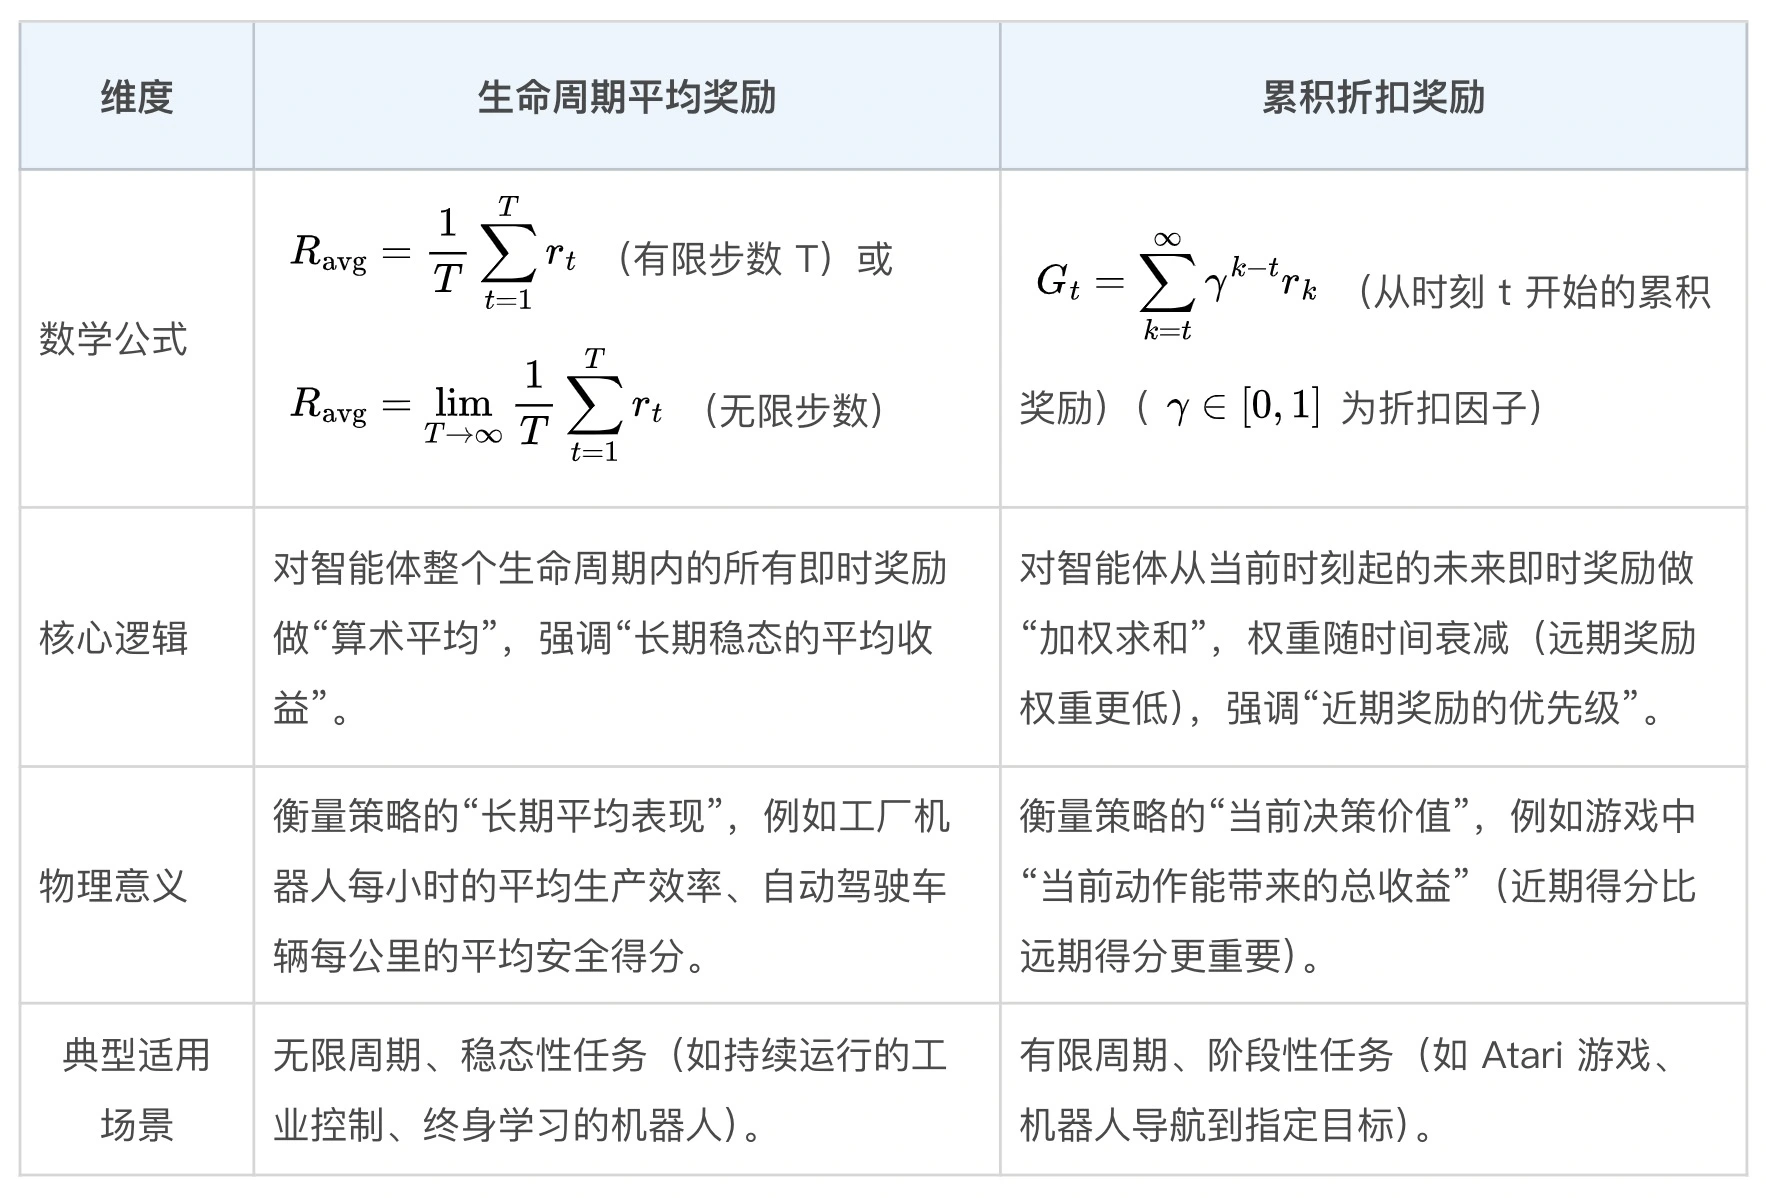 维度
生命周期平均奖励
累积折扣奖励
数学公式
R_avg = 1/T ∑_{t=1}^{T} r_t （有限步数 T）或
R_avg = lim_{T→∞} 1/T ∑_{t=1}^{T} r_t （无限步数）
G_t = ∑_{k=t}^{∞} γ^{k−t} r_k （从时刻 t 开始的累积
奖励）（ γ ∈ [0, 1] 为折扣因子）
核心逻辑
对智能体整个生命周期内的所有即时奖励
做“算术平均”，强调“长期稳态的平均收
益”。
对智能体从当前时刻起的未来即时奖励做
“加权求和”，权重随时间衰减（远期奖励
权重更低），强调“近期奖励的优先级”。
物理意义
衡量策略的“长期平均表现”，例如工厂机
器人每小时的平均生产效率、自动驾驶车
辆每公里的平均安全得分。
衡量策略的“当前决策价值”，例如游戏中
“当前动作能带来的总收益”（近期得分比
远期得分更重要）。
典型适用
场景
无限周期、稳态性任务（如持续运行的工
业控制、终身学习的机器人）。
有限周期、阶段性任务（如 Atari 游戏、
机器人导航到指定目标）。